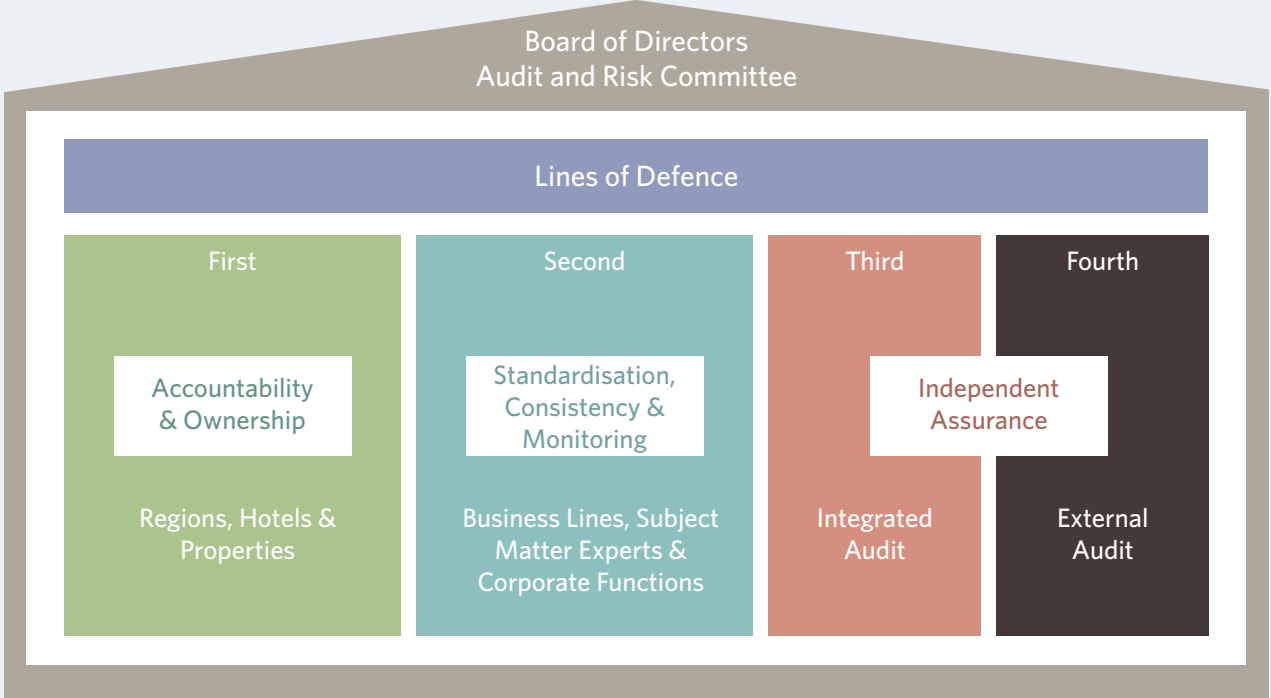 Board of Directors
Audit and Risk Committee
Lines of Defence
First
Accountability
& Ownership
Regions, Hotels &
Properties
Second
Standardisation,
Consistency &
Monitoring
Business Lines, Subject
Matter Experts &
Corporate Functions
Third
Fourth
Independent
Assurance
Integrated
Audit
External
Audit